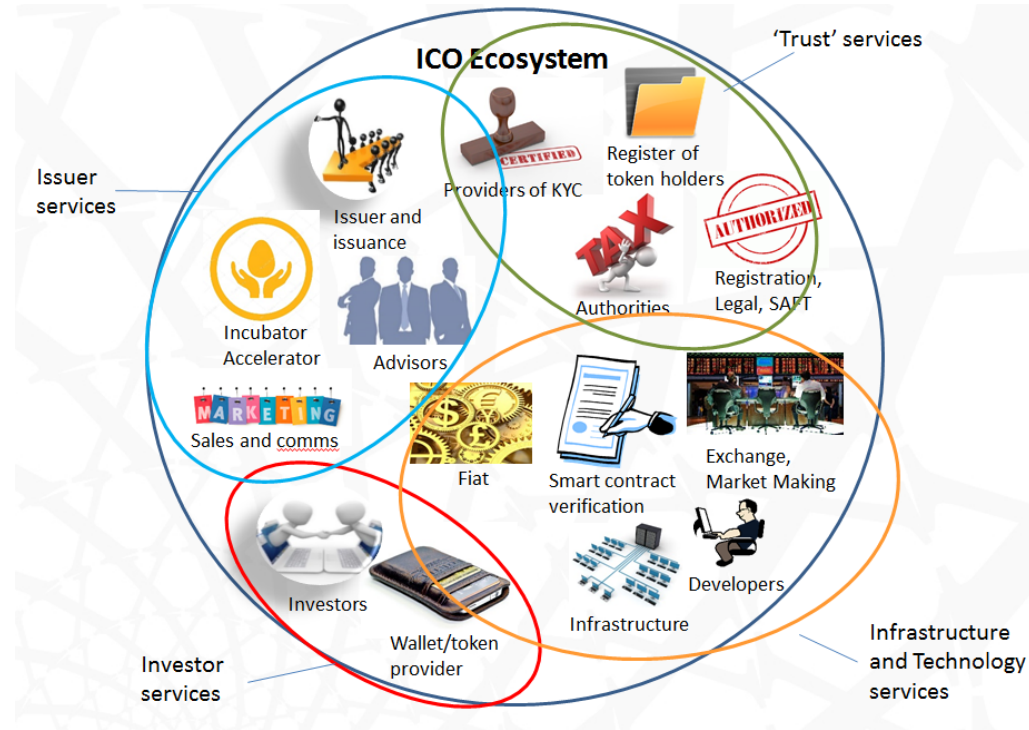 ICO Ecosystem
'Trust' services
CERTIFIED
Providers of KYC
Register of
token holders
Issuer
services
Issuer and
issuance
TAX
Authorities
AUTHORIZED
Registration,
Legal, SAFT
Incubator
Accelerator
Advisors
MARKETING
Sales and comms
Fiat
Smart contract
verification
Exchange,
Market Making
Investors
Wallet/token
provider
Infrastructure
Developers
Investor
services
Infrastructure
and Technology
services